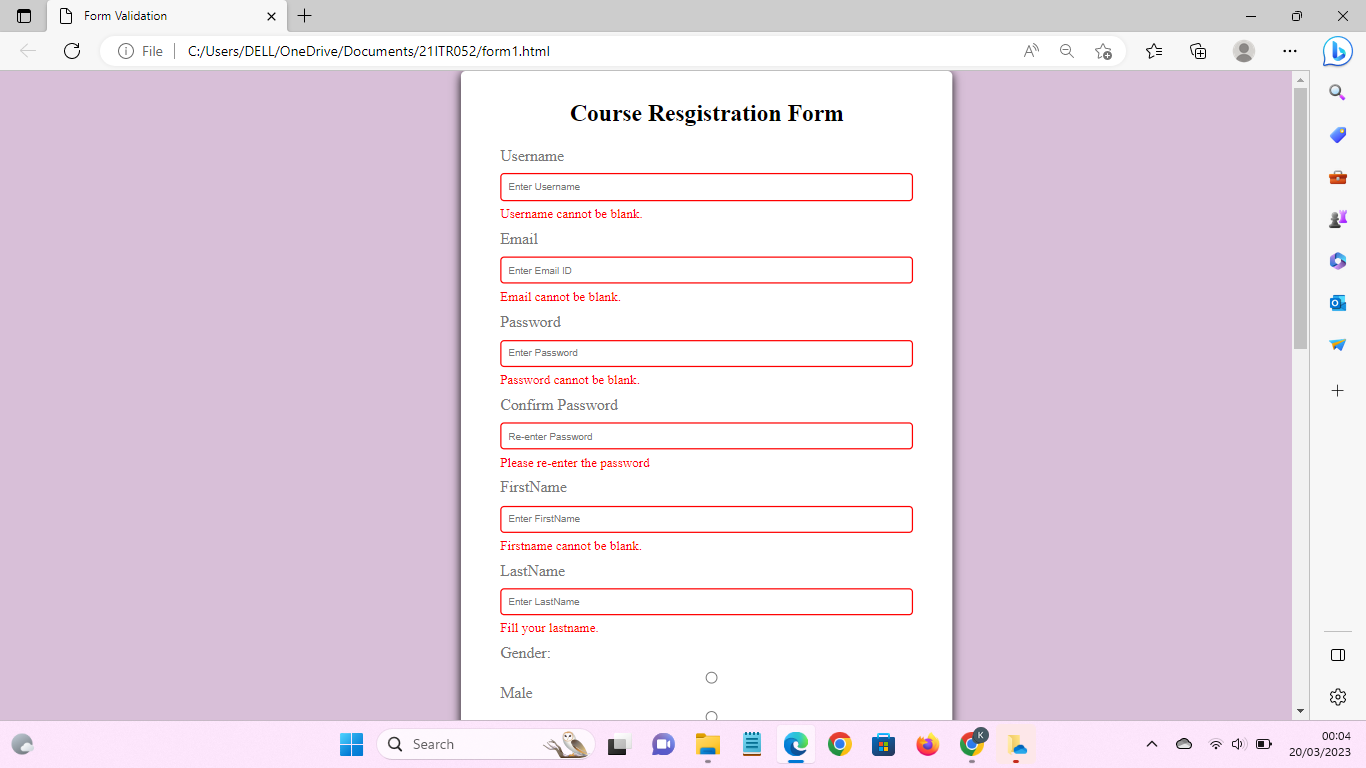 Form Validation
File
C:/Users/DELL/OneDrive/Documents/21ITR052/form1.html
Course Resgistration Form
Username
Enter Username
Username cannot be blank.
Email
Enter Email ID
Email cannot be blank.
Password
Enter Password
Password cannot be blank.
Confirm Password
Re-enter Password
Please re-enter the password
FirstName
Enter FirstName
Firstname cannot be blank.
LastName
Enter LastName
Fill your lastname.
Gender:
Male
Search
K
00:04
20/03/2023